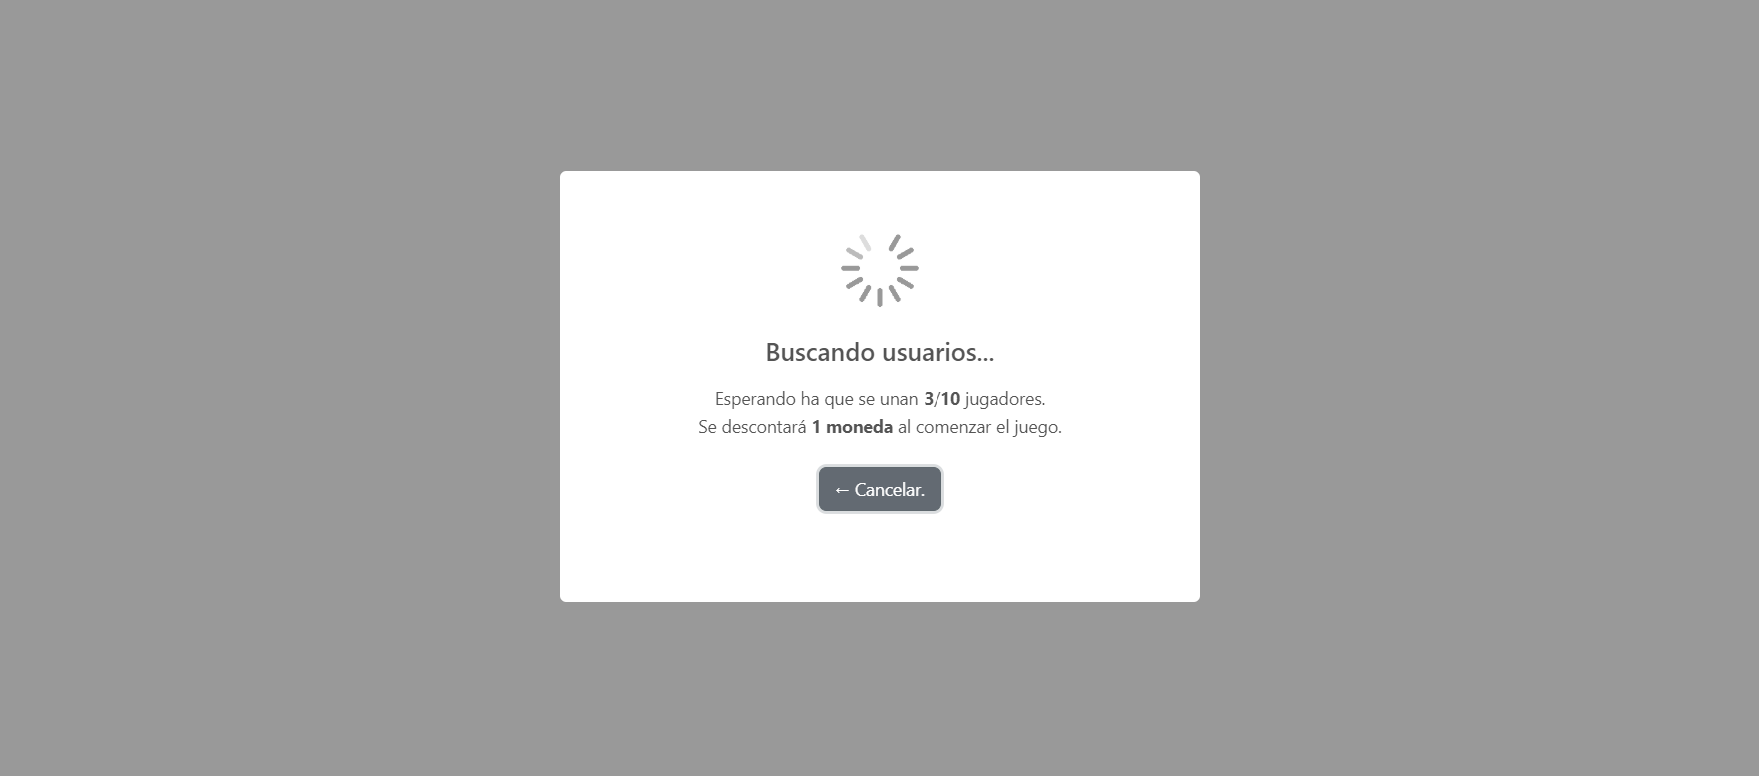 Buscando usuarios...
Esperando ha que se unan 3/10 jugadores.
Se descontará 1 moneda al comenzar el juego.
← Cancelar.